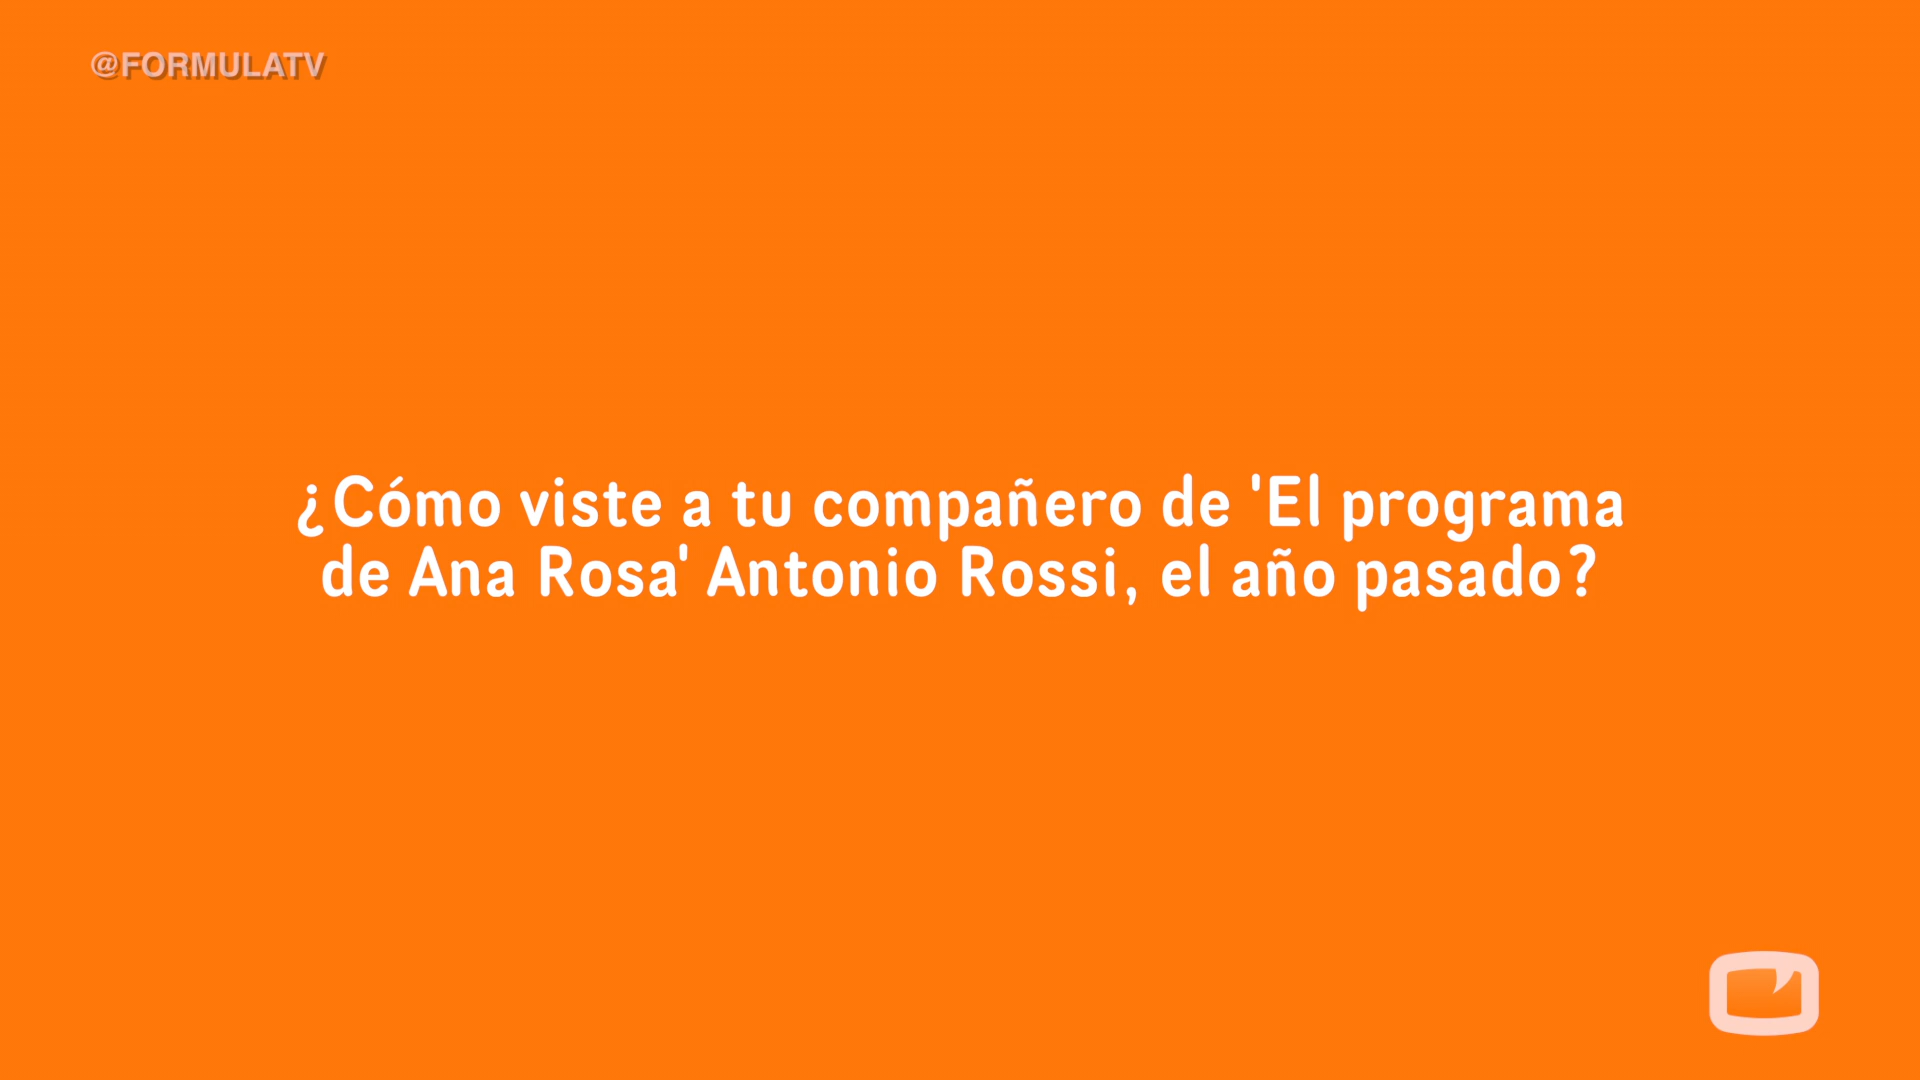 @FORMULATV
¿Cómo viste a tu compañero de 'El programa
de Ana Rosa' Antonio Rossi, el año pasado?